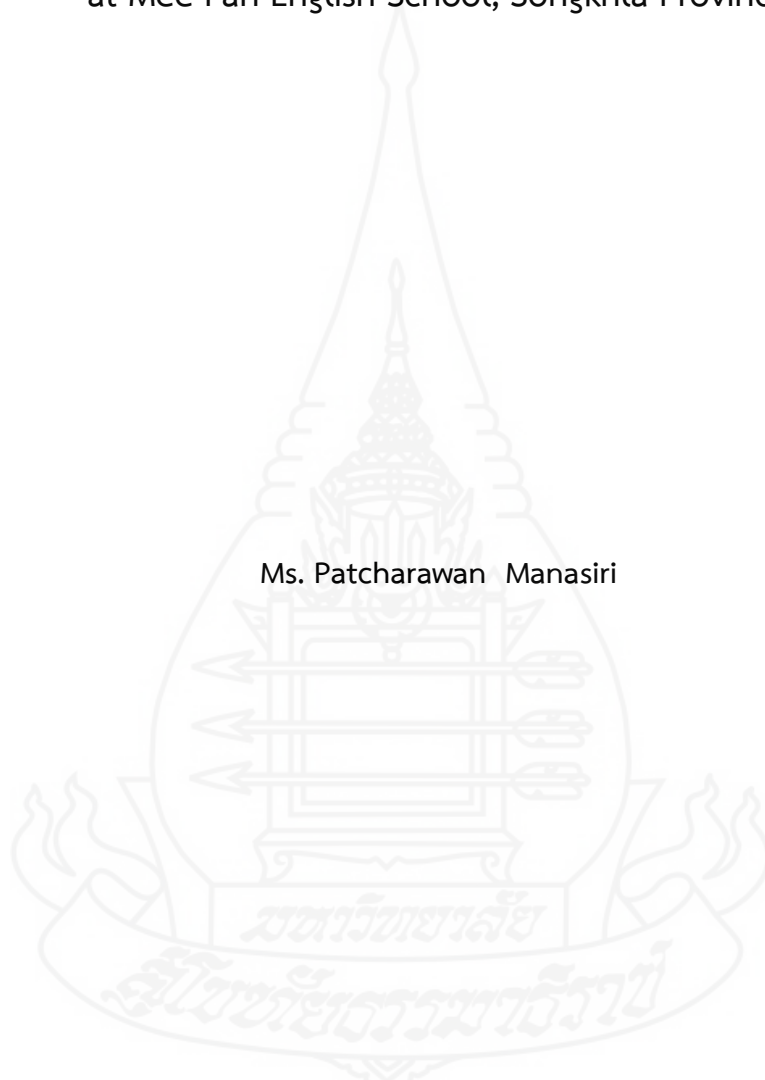 at Mee English School, Songkhla
Ms. Patcharawan Manasiri
มหาวิทยาลัย
สุโขทัยธรรมาธิราช